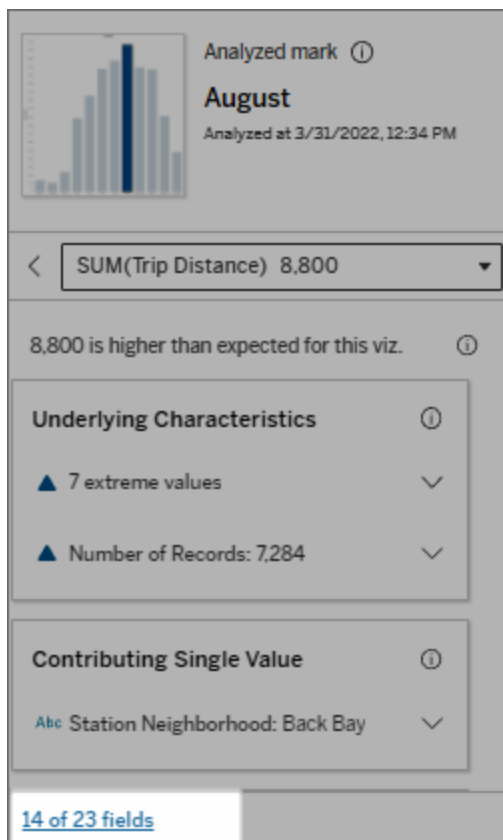 Analyzed mark
August
Analyzed at 3/31/2022, 12:34 PM
SUM(Trip Distance) 8,800
8,800 is higher than expected for this viz.
Underlying Characteristics
7 extreme values
Number of Records: 7,284
Contributing Single Value
Abc Station Neighborhood: Back Bay
14 of 23 fields